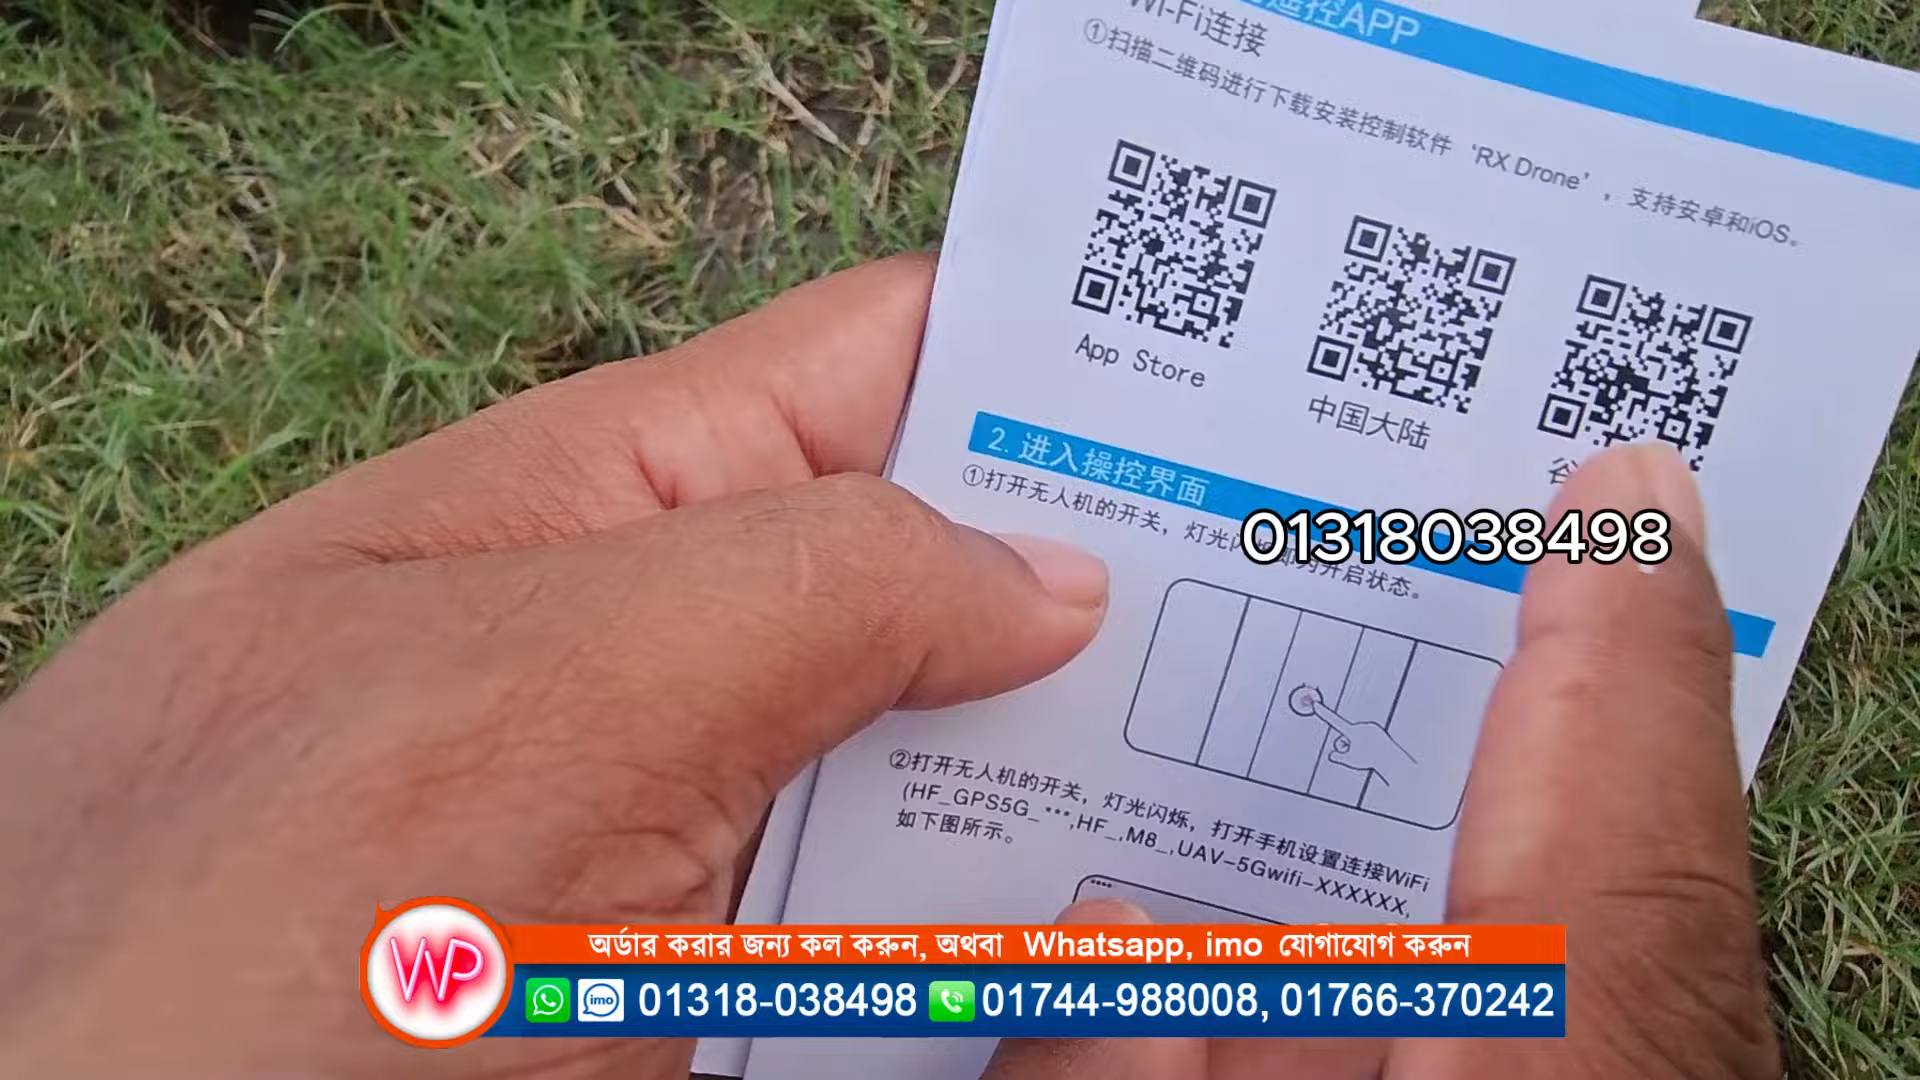 遥控APP
Wi-Fi连接
①扫描二维码进行下载安装控制软件 ‘RX Drone’，支持安卓和iOS。
App Store
中国大陆
谷
2. 进入操控界面
①打开无人机的开关，灯光闪烁即为开启状态。
01318038498
②打开无人机的开关，灯光闪烁，打开手机设置连接WiFi
(HF_GPS5G_***,HF_,M8_,UAV-5Gwifi-XXXXXX,
如下图所示。
WP
অর্ডার করার জন্য কল করুন, অথবা Whatsapp, imo যোগাযোগ করুন
imo 01318-038498 01744-988008, 01766-370242